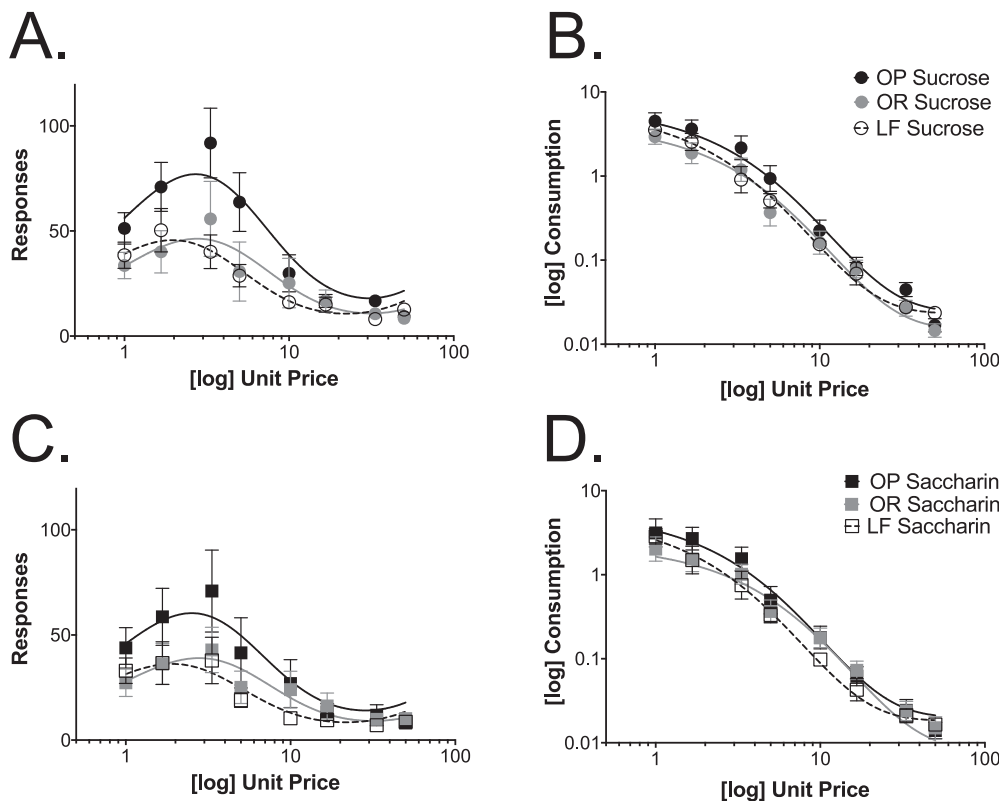 A.
100
50
0
Responses
1
10
100
[log] Unit Price
B.
OP Sucrose
OR Sucrose
LF Sucrose
10
1
0.1
0.01
[log] Consumption
1
10
100
[log] Unit Price
C.
100
50
0
Responses
1
10
100
[log] Unit Price
D.
OP Saccharin
OR Saccharin
LF Saccharin
10
1
0.1
0.01
[log] Consumption
1
10
100
[log] Unit Price